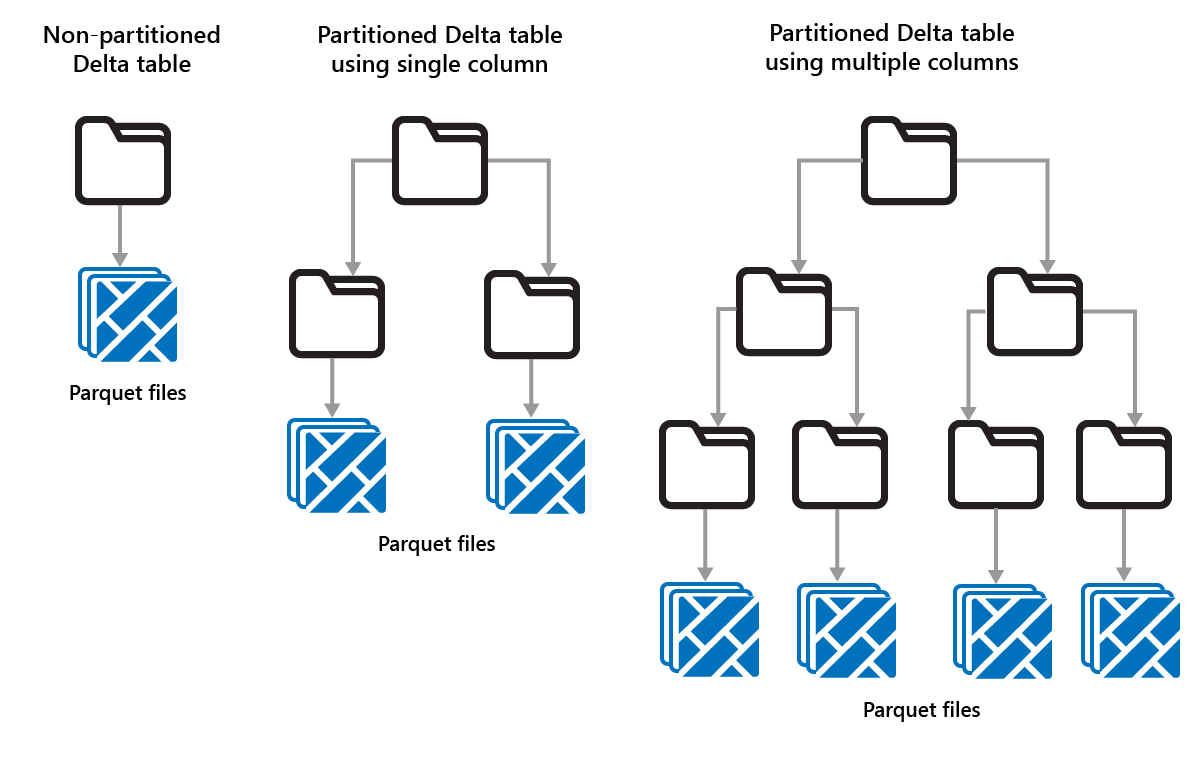 Non-partitioned
Delta table
Partitioned Delta table
using single column
Partitioned Delta table
using multiple columns
Parquet files
Parquet files
Parquet files